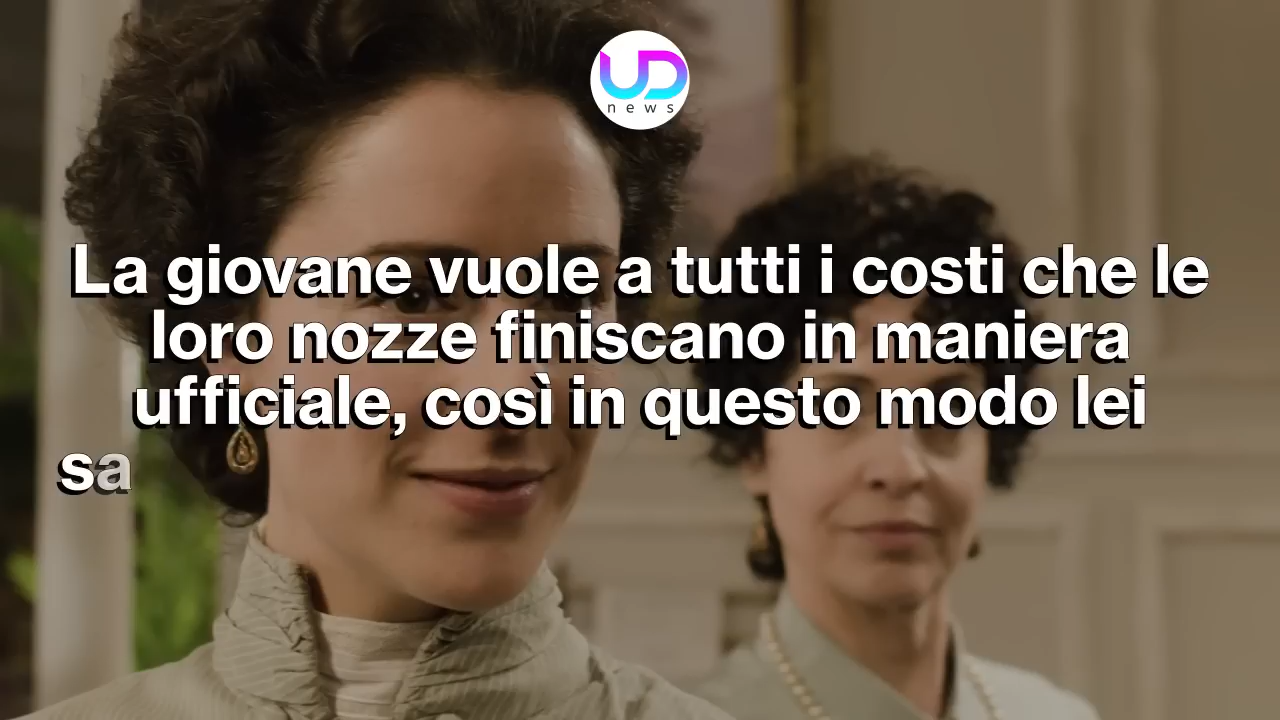 UD
news
La giovane vuole a tutti i costi che le
loro nozze finiscano in maniera
ufficiale, così in questo modo lei
sa